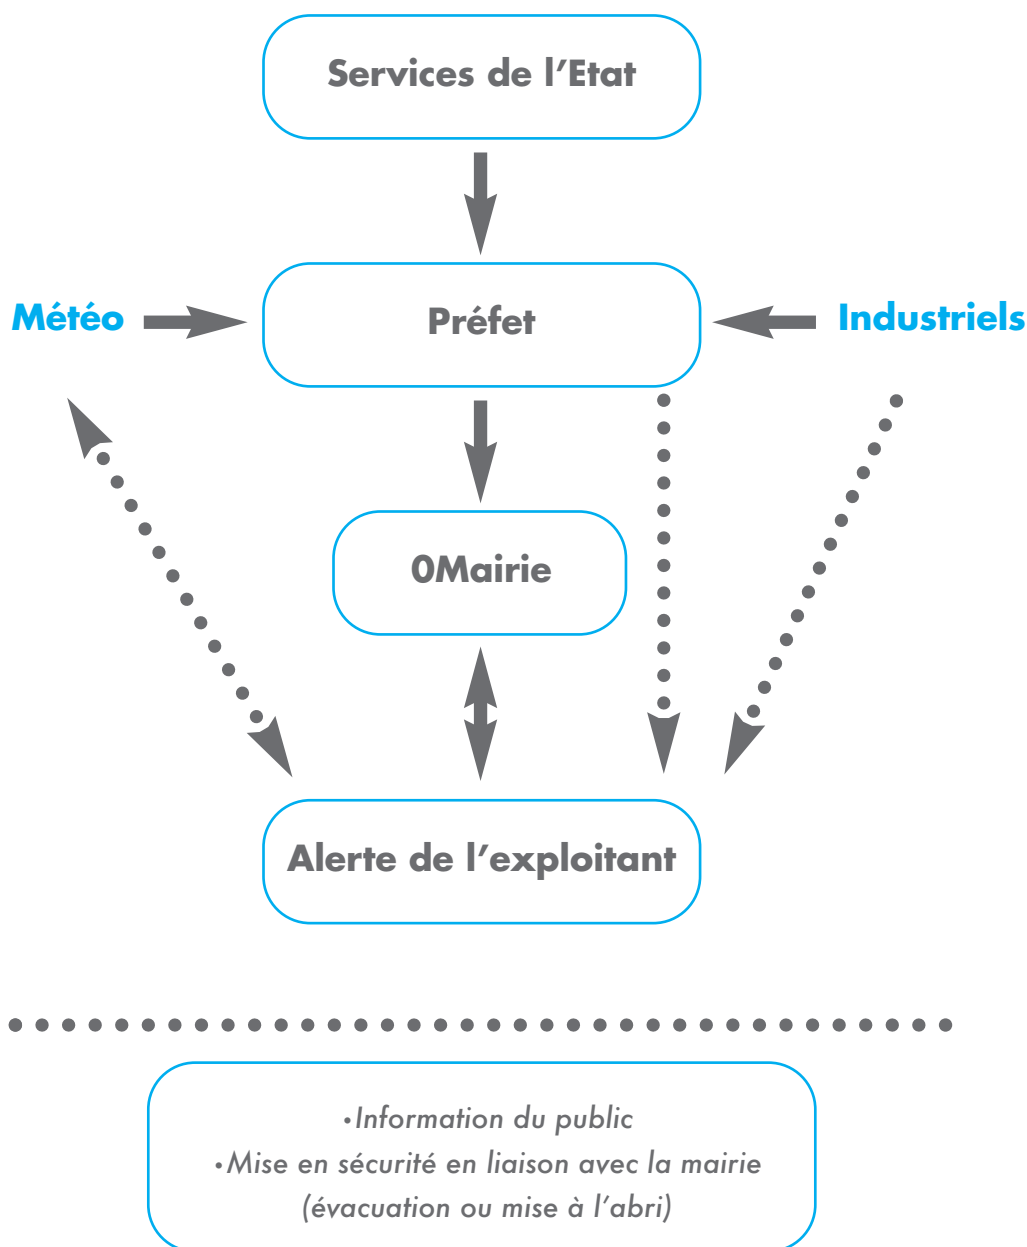 Services de l’Etat
Météo
Préfet
Industriels
0Mairie
Alerte de l’exploitant
•Information du public
•Mise en sécurité en liaison avec la mairie
(évacuation ou mise à l’abri)